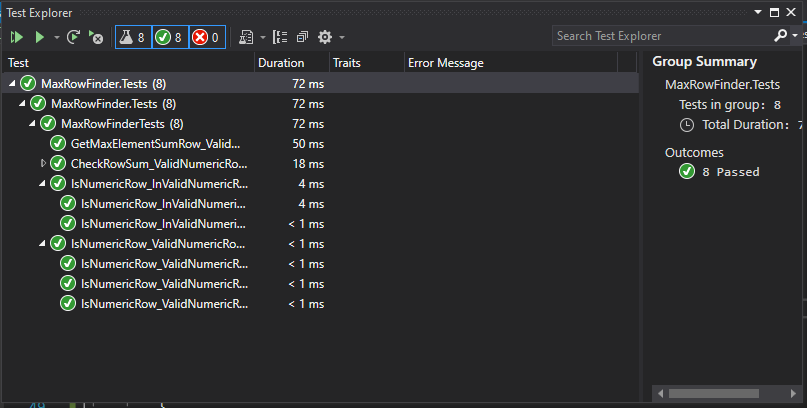 Test Explorer
8 8 0
Search Test Explorer
Test Duration Traits Error Message
MaxRowFinder.Tests (8) 72 ms
MaxRowFinder.Tests (8) 72 ms
MaxRowFinderTests (8) 72 ms
GetMaxElementSumRow_Valid... 50 ms
CheckRowSum_ValidNumericRo... 18 ms
IsNumericRow_InValidNumericR... 4 ms
IsNumericRow_InValidNumeri... 4 ms
IsNumericRow_InValidNumeri... < 1 ms
IsNumericRow_ValidNumericRo... < 1 ms
IsNumericRow_ValidNumericR... < 1 ms
IsNumericRow_ValidNumericR... < 1 ms
IsNumericRow_ValidNumericR... < 1 ms
Group Summary
MaxRowFinder.Tests
Tests in group: 8
Total Duration: 7
Outcomes
8 Passed